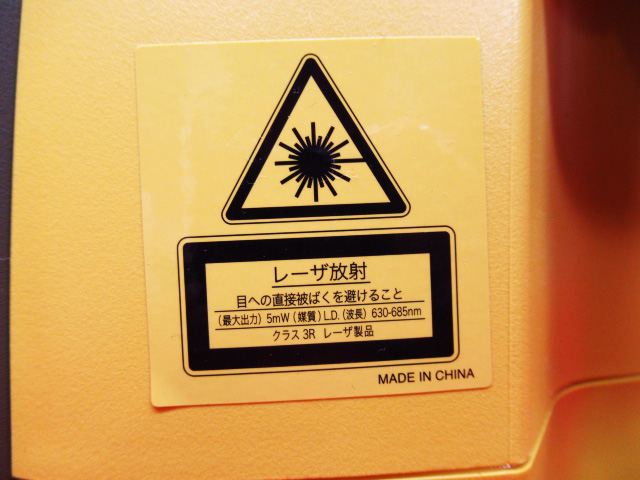 レーザ放射
目への直接被ばくを避けること
(最大出力) 5mW (媒質) L.D. (波長) 630-685nm
クラス 3R レーザ製品
MADE IN CHINA